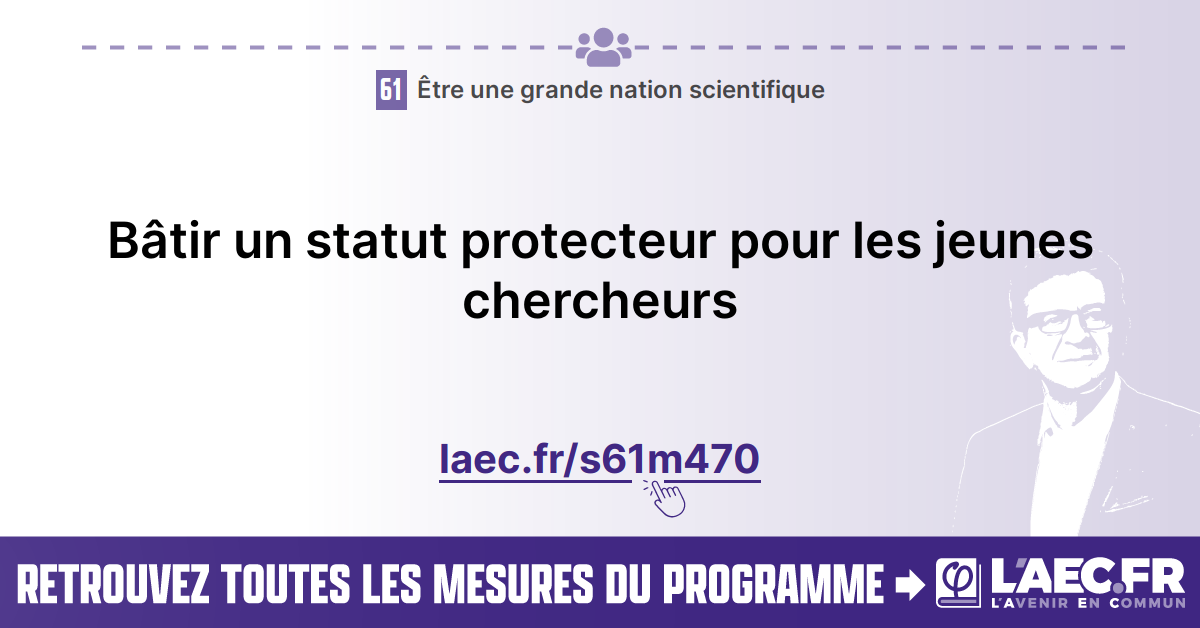 61 Être une grande nation scientifique
Bâtir un statut protecteur pour les jeunes
chercheurs
laec.fr/s61m470
RETROUVEZ TOUTES LES MESURES DU PROGRAMME
L'AEC.FR
L'AVENIR EN COMMUN